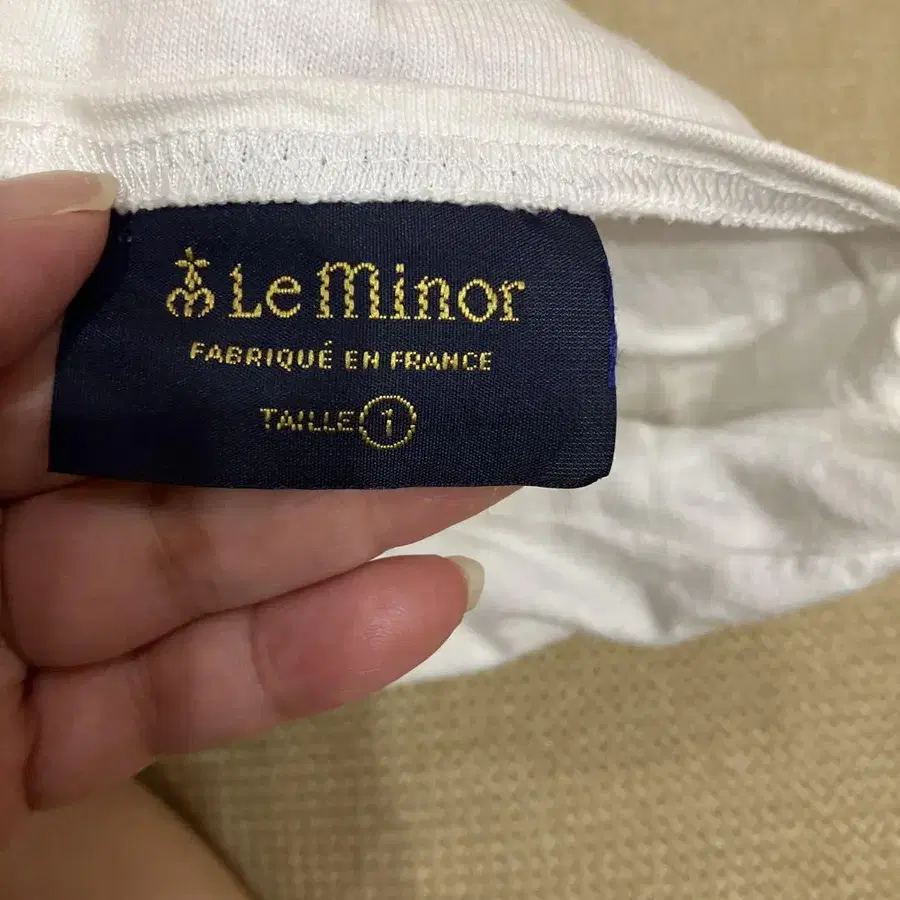 Le Minor
FABRIQUÉ EN FRANCE
TAILLE 1